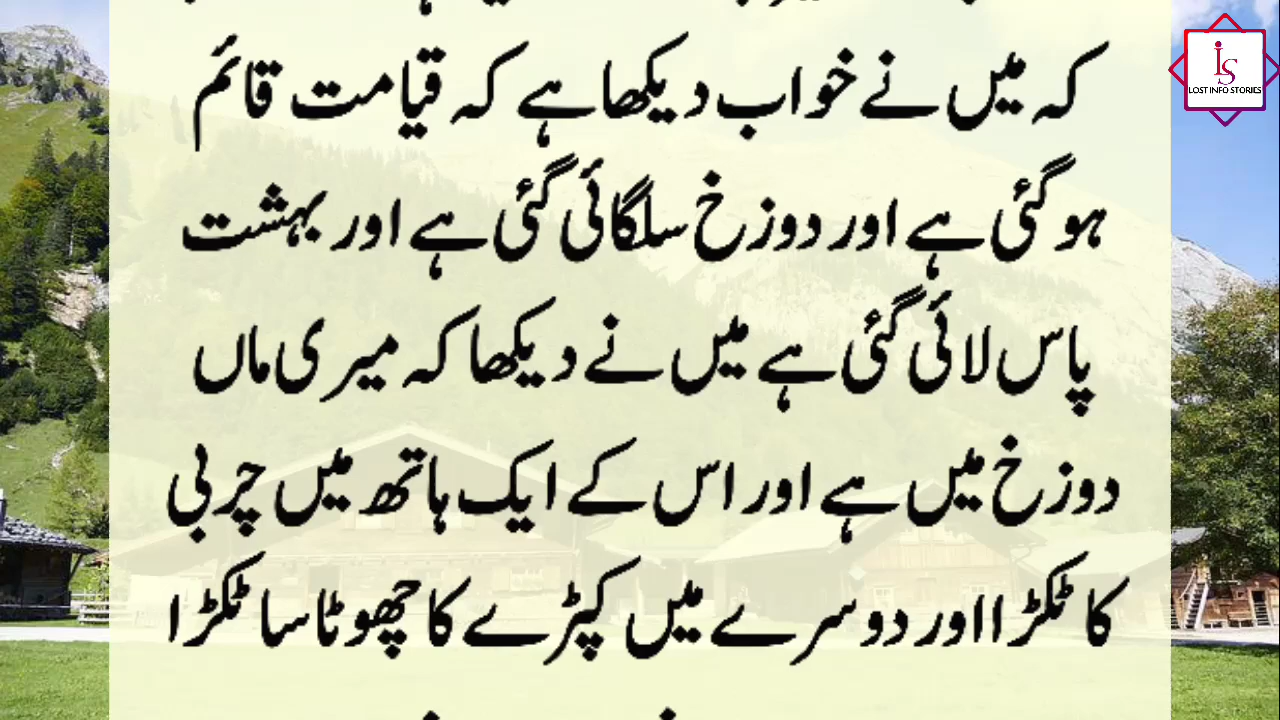 کہ میں نے خواب دیکھا ہے کہ قیامت قائم
ہو گئی ہے اور دوزخ سلگائی گئی ہے اور بہشت
پاس لائی گئی ہے میں نے دیکھا کہ میری ماں
دوزخ میں ہے اور اس کے ایک ہاتھ میں چربی
کا ٹکڑا اور دوسرے میں کپڑے کا چھوٹا سا ٹکڑا
LS
LOST INFO STORIES